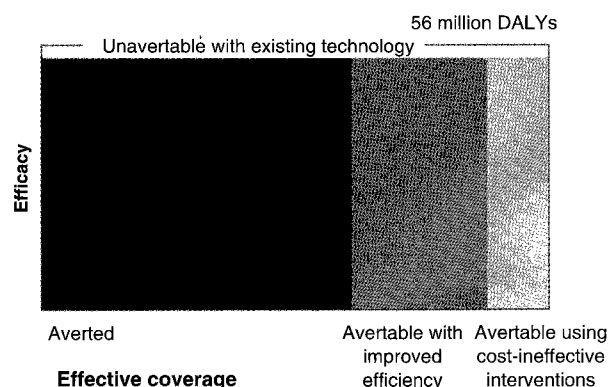 56 million DALYs
Unavertable with existing technology
Efficacy
Averted
Avertable with
improved
efficiency
Avertable using
cost-ineffective
interventions
Effective coverage